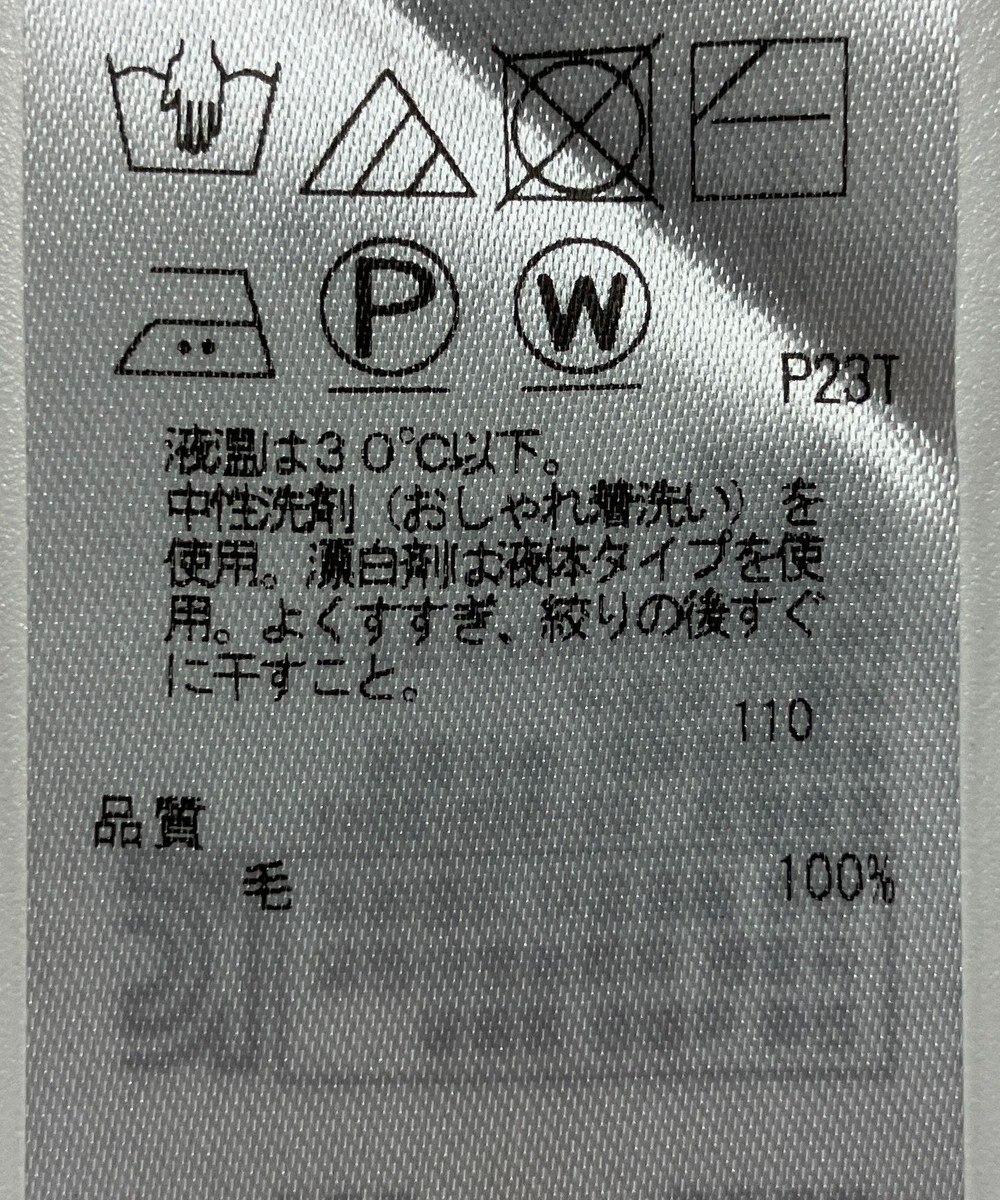 P
W
P23T
液温は30℃以下。
中性洗剤（おしゃれ着洗い）を
使用。漂白剤は液体タイプを使
用。よくすすぎ、絞りの後すぐ
に干すこと。
110
品質
毛 100%